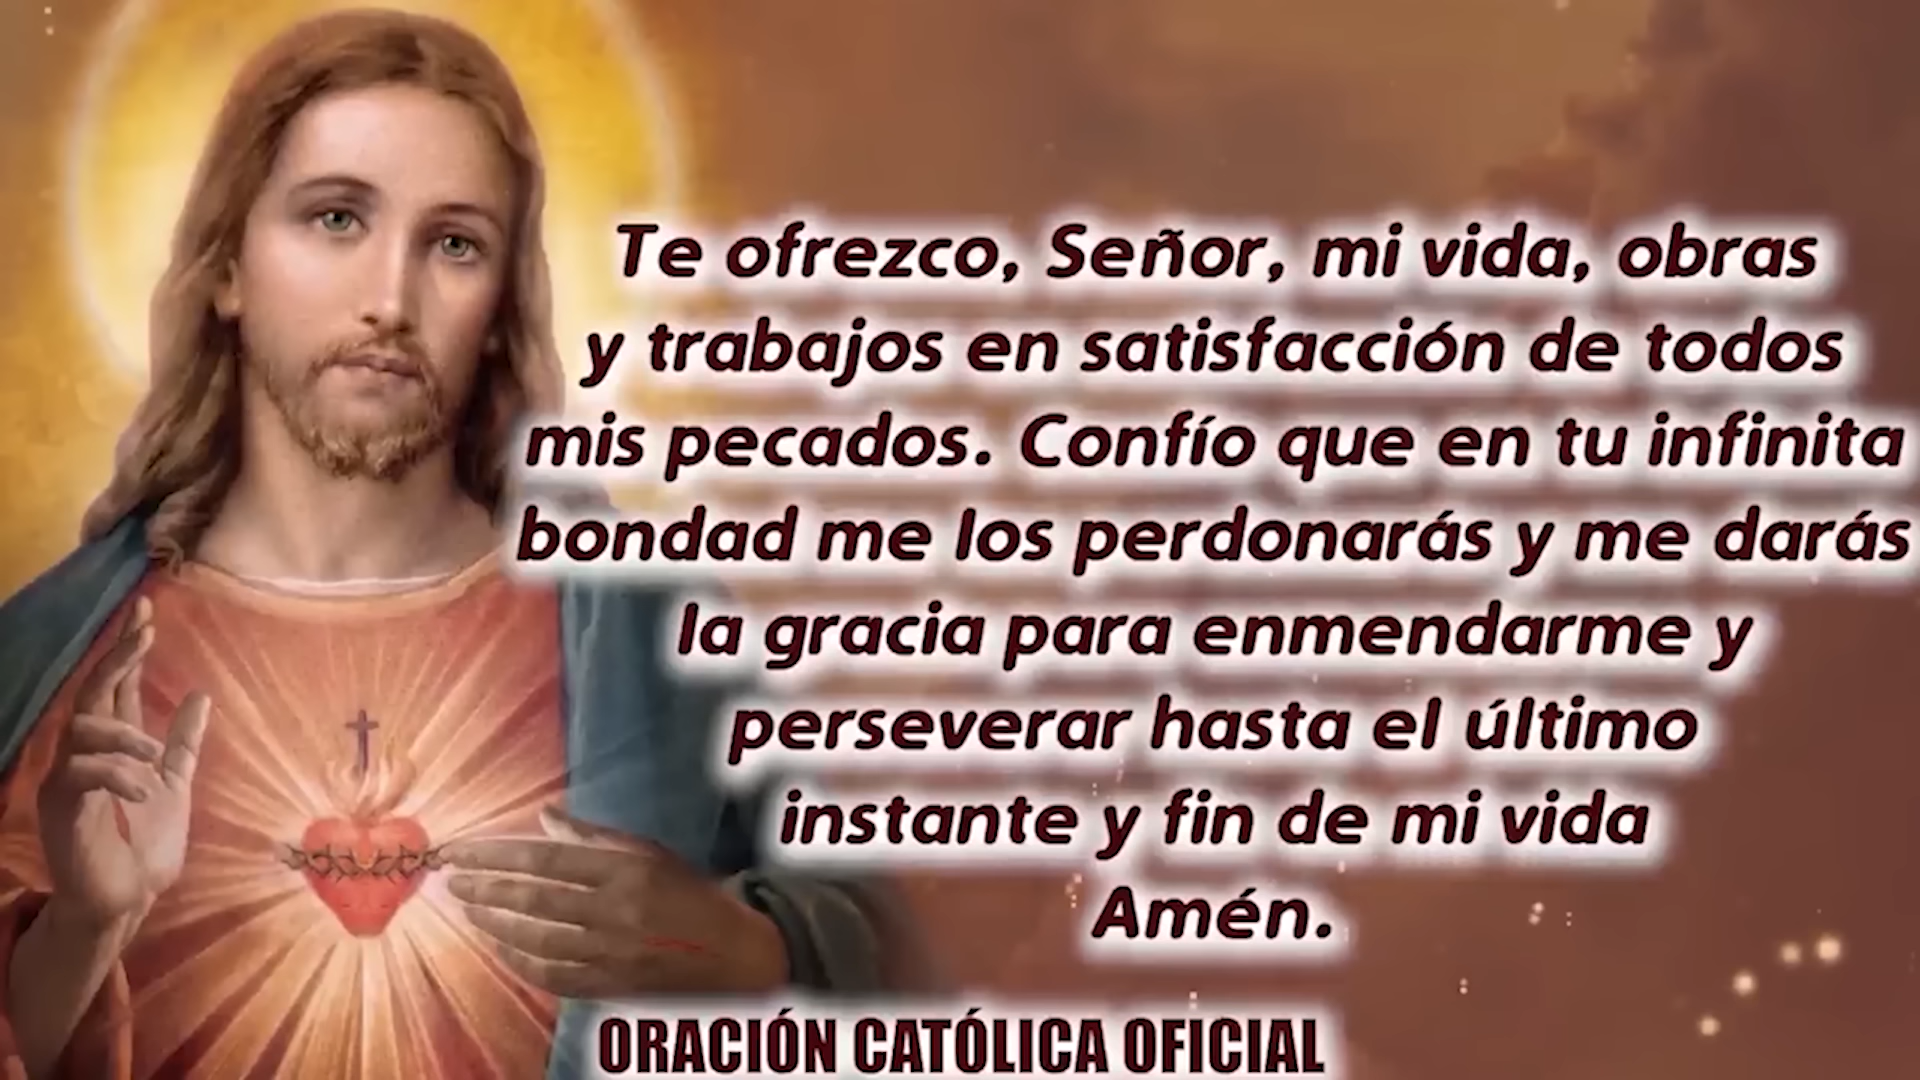 Te ofrezco, Señor, mi vida, obras
y trabajos en satisfacción de todos
mis pecados. Confío que en tu infinita
bondad me los perdonarás y me darás
la gracia para enmendarme y
perseverar hasta el último
instante y fin de mi vida
Amén.
ORACIÓN CATÓLICA OFICIAL